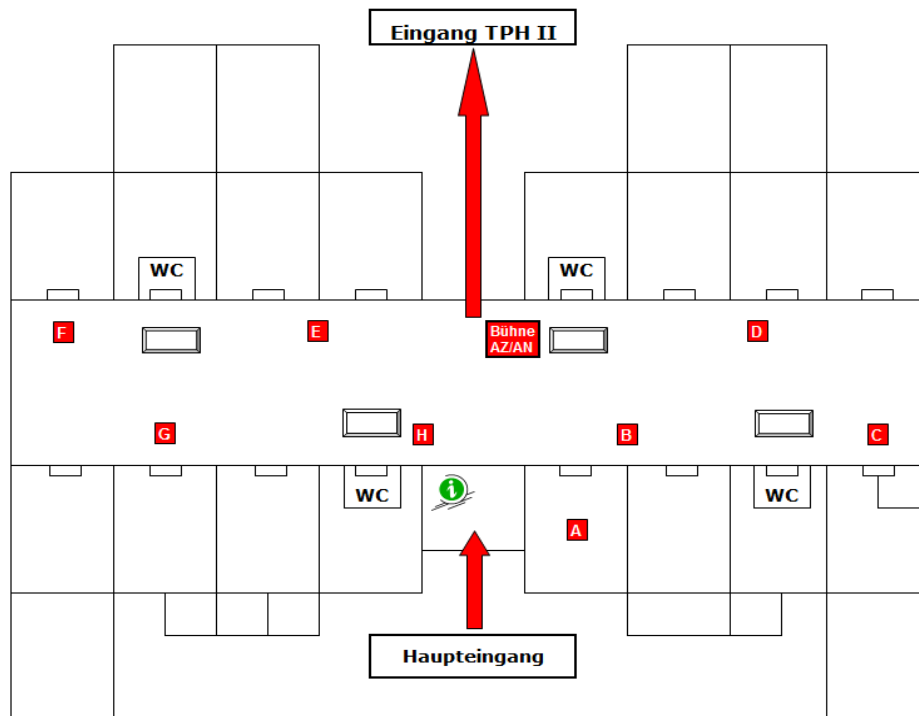 Eingang TPH II
WC
WC
F
E
Bühne
AZ/AN
D
G
H
B
C
WC
i
WC
A
Haupteingang